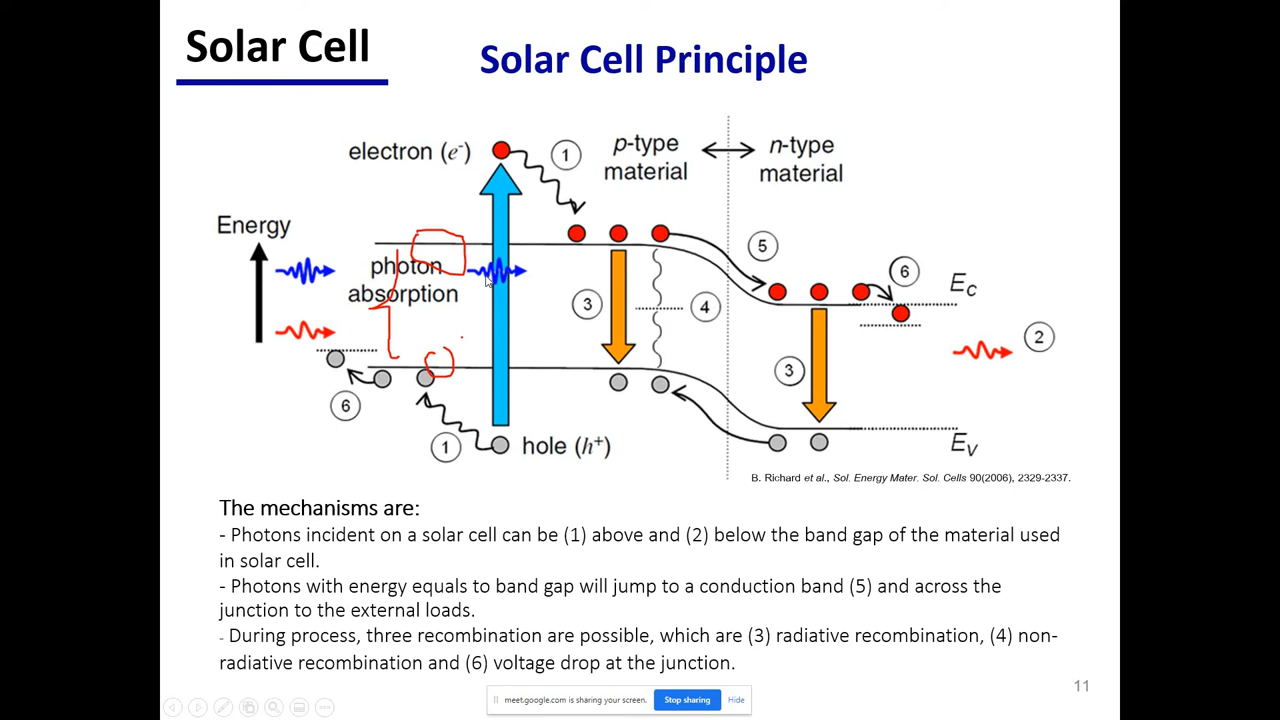 Solar Cell
Solar Cell Principle
electron (e-)
1
p-type
material
n-type
material
Energy
photon
absorption
5
6
EC
3
4
2
3
6
1
hole (h+)
EV
B. Richard et al., Sol. Energy Mater. Sol. Cells 90(2006), 2329-2337.
The mechanisms are:
- Photons incident on a solar cell can be (1) above and (2) below the band gap of the material used
in solar cell.
- Photons with energy equals to band gap will jump to a conduction band (5) and across the
junction to the external loads.
- During process, three recombination are possible, which are (3) radiative recombination, (4) non-
radiative recombination and (6) voltage drop at the junction.
11
meet.google.com is sharing your screen.
Stop sharing
Hide